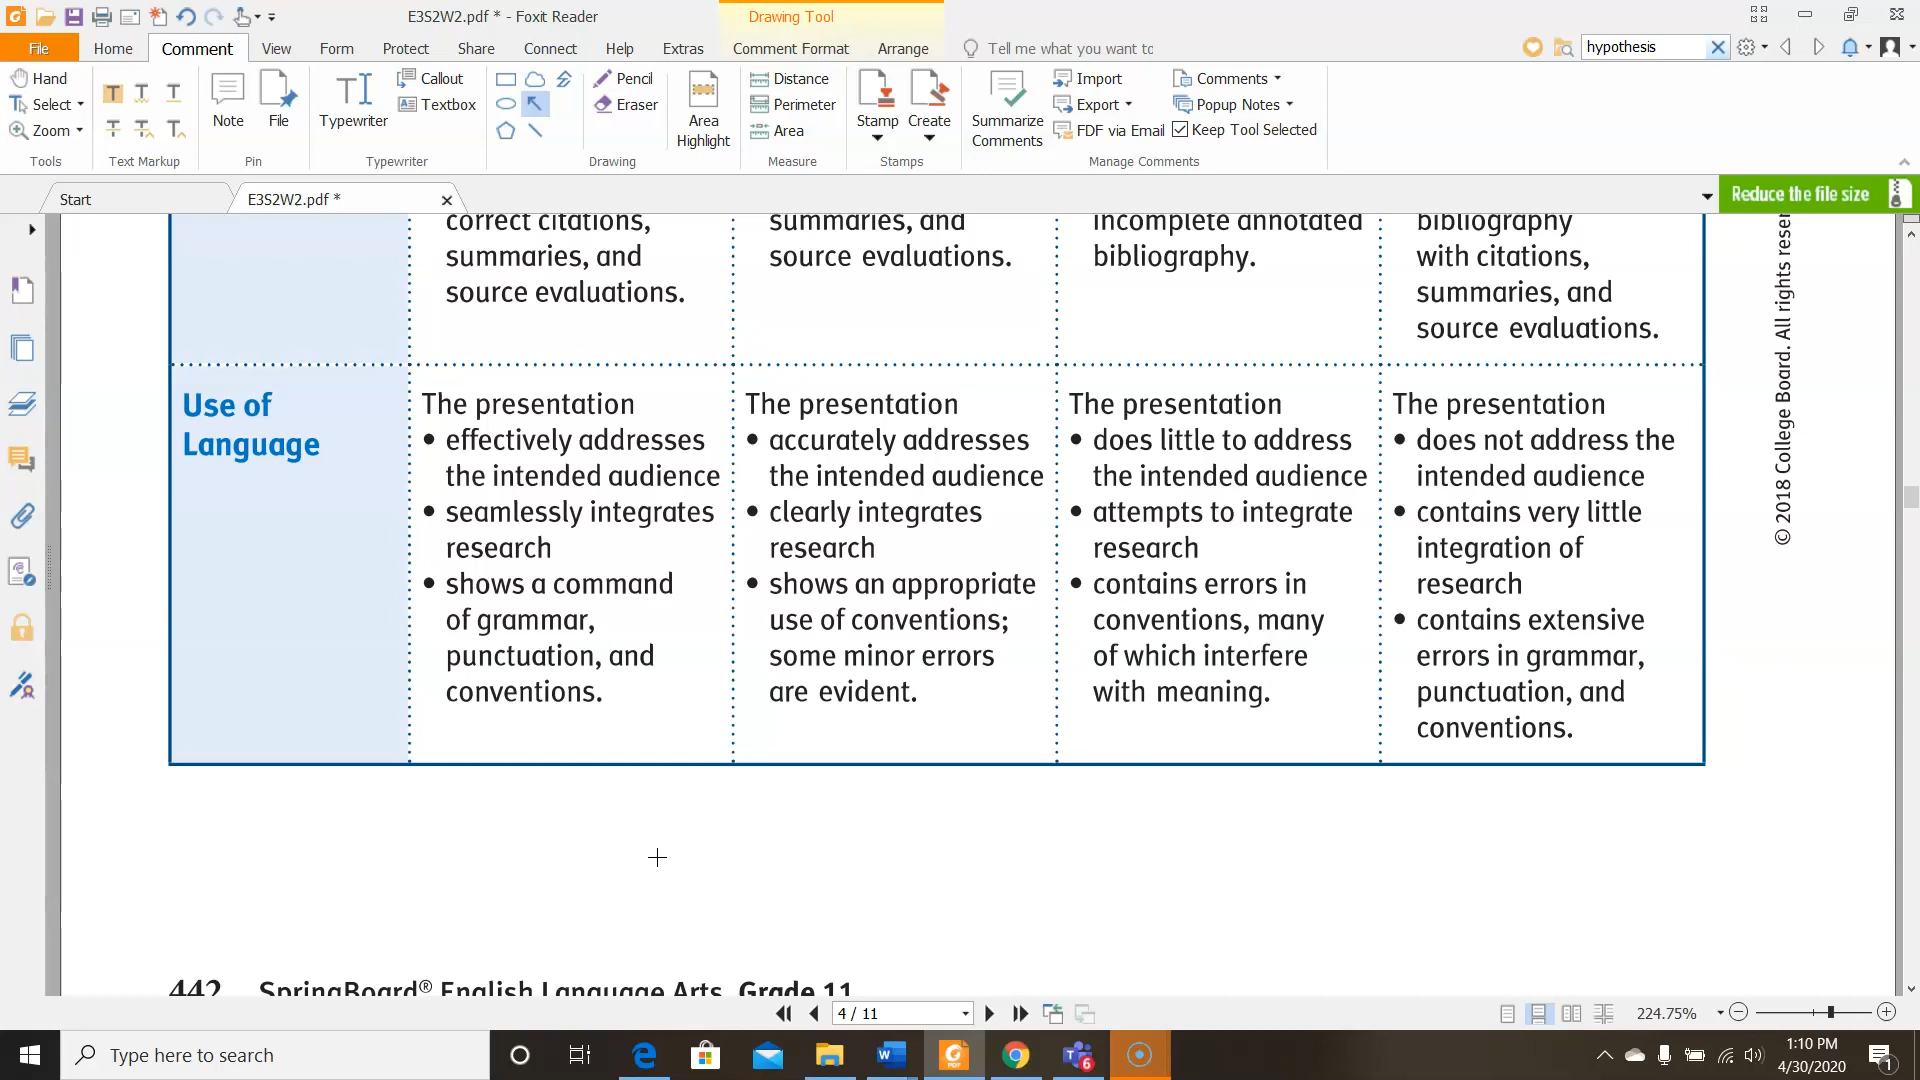 E3S2W2.pdf * - Foxit Reader
Drawing Tool
File Home Comment View Form Protect Share Connect Help Extras Comment Format Arrange Tell me what you want to hypothesis
Hand
Select
Zoom
Tools
T T T
T T T
Text Markup
Note File
Pin
Typewriter Callout
Textbox
Typewriter
Pencil
Eraser
Drawing
Area
Highlight
Distance
Perimeter
Area
Measure
Stamp Create
Stamps
Summarize
Comments
Import Comments
Export Popup Notes
FDF via Email Keep Tool Selected
Manage Comments
Start E3S2W2.pdf *
Reduce the file size
correct citations,
summaries, and
source evaluations.
summaries, and
source evaluations.
incomplete annotated
bibliography.
bibliography
with citations,
summaries, and
source evaluations.
Use of
Language
The presentation
• effectively addresses
the intended audience
• seamlessly integrates
research
• shows a command
of grammar,
punctuation, and
conventions.
The presentation
• accurately addresses
the intended audience
• clearly integrates
research
• shows an appropriate
use of conventions;
some minor errors
are evident.
The presentation
• does little to address
the intended audience
• attempts to integrate
research
• contains errors in
conventions, many
of which interfere
with meaning.
The presentation
• does not address the
intended audience
• contains very little
integration of
research
• contains extensive
errors in grammar,
punctuation, and
conventions.
© 2018 College Board. All rights reser
442 SpringBoard® English Language Arts Grade 11
4 / 11
224.75%
Type here to search
W
PDF
6
1:10 PM
4/30/2020
1